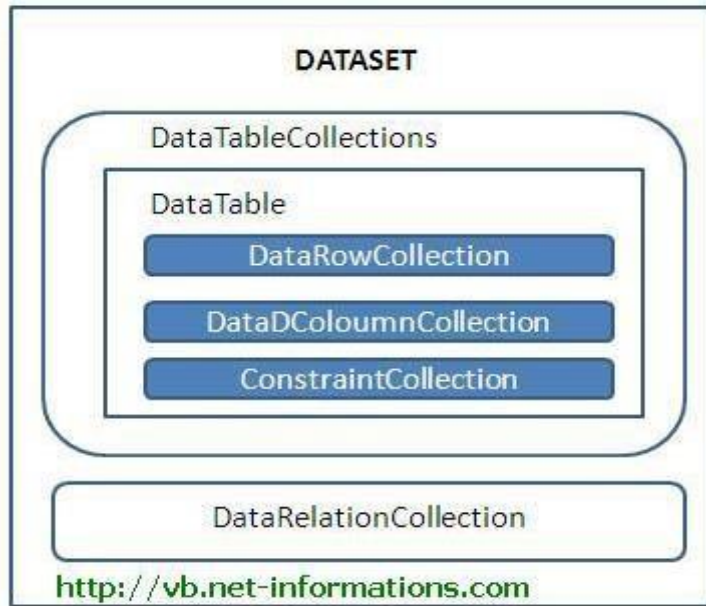 DATASET
DataTableCollections
DataTable
DataRowCollection
DataDColoumnCollection
ConstraintCollection
DataRelationCollection
http://vb.net-informations.com